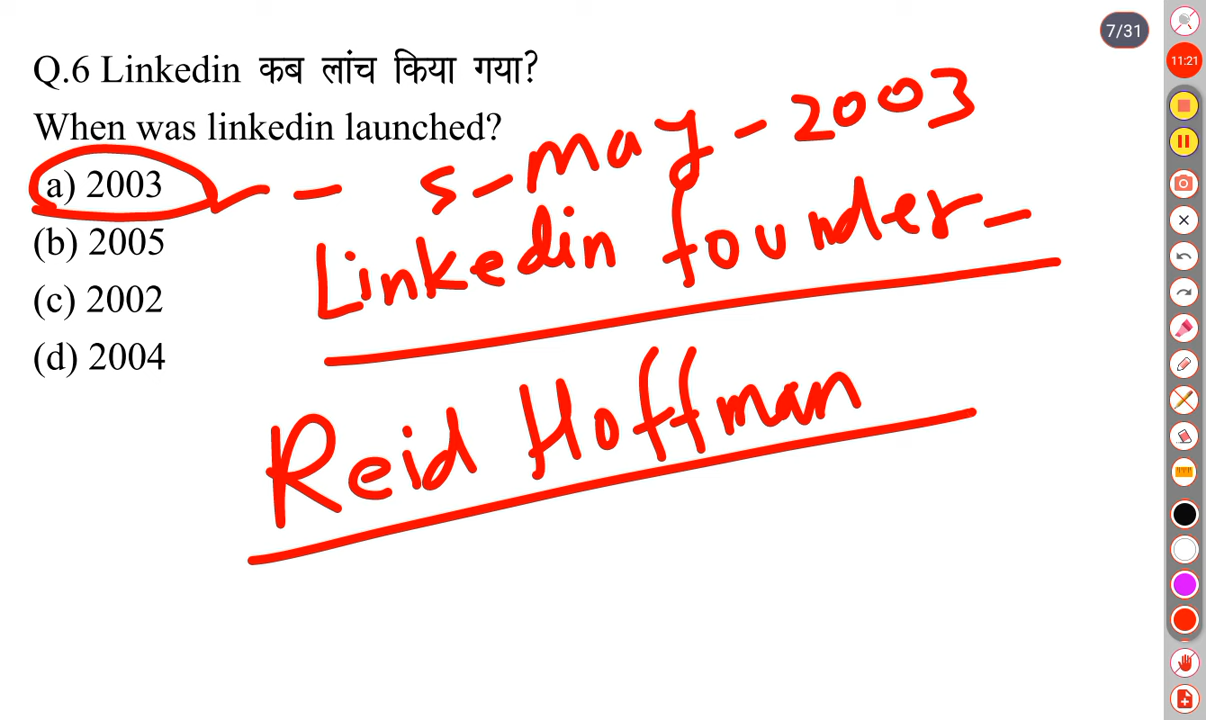 7/31
11:21
Q.6 Linkedin कब लांच किया गया?
When was linkedin launched?
a) 2003 - 5-may-2003
(b) 2005
Linkedin founder-
(c) 2002
(d) 2004
Reid Hoffman